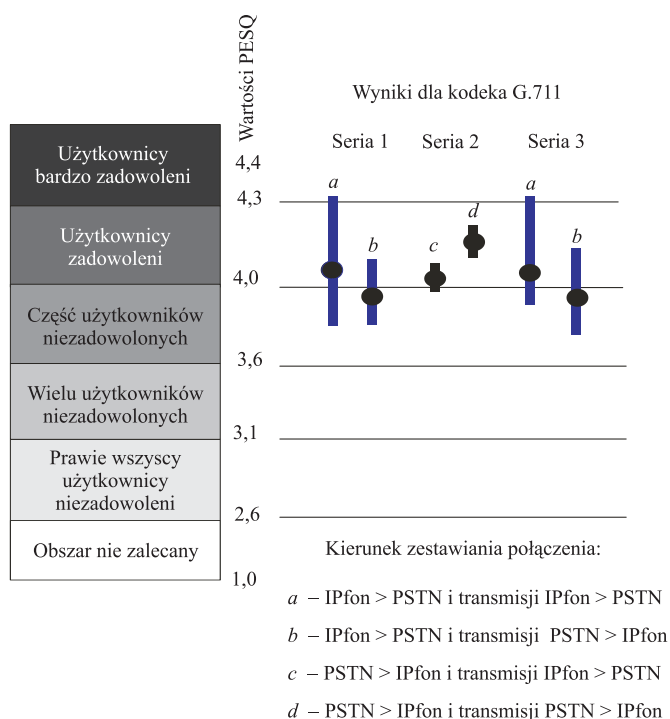 Wartości PESQ
Wyniki dla kodeka G.711
Seria 1 Seria 2 Seria 3
Użytkownicy
bardzo zadowoleni
Użytkownicy
zadowoleni
Część użytkowników
niezadowolonych
Wielu użytkowników
niezadowolonych
Prawie wszyscy
użytkownicy
niezadowoleni
Obszar nie zalecany
4,4
4,3
4,0
3,6
3,1
2,6
1,0
a
b
c
d
a
b
Kierunek zestawiania połączenia:
a – IPfon > PSTN i transmisji IPfon > PSTN
b – IPfon > PSTN i transmisji PSTN > IPfon
c – PSTN > IPfon i transmisji IPfon > PSTN
d – PSTN > IPfon i transmisji PSTN > IPfon